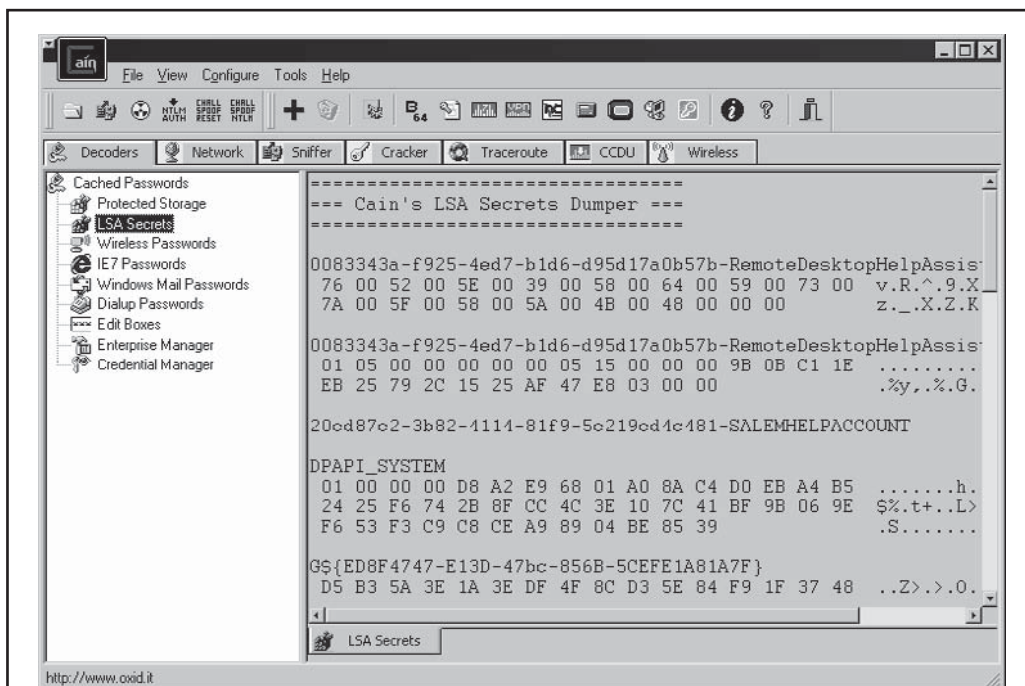 aín
File View Configure Tools Help
NTLM AUTH CHALL SPOOF RESET CHALL SPOOF NTLM B 64
Decoders Network Sniffer Cracker Traceroute CCDU Wireless
Cached Passwords
Protected Storage
LSA Secrets
Wireless Passwords
IE7 Passwords
Windows Mail Passwords
Dialup Passwords
Edit Boxes
Enterprise Manager
Credential Manager
=================================
=== Cain's LSA Secrets Dumper ===
=================================
0083343a-f925-4ed7-b1d6-d95d17a0b57b-RemoteDesktopHelpAssis
76 00 52 00 5E 00 39 00 58 00 64 00 59 00 73 00 v.R.^.9.X
7A 00 5F 00 58 00 5A 00 4B 00 48 00 00 00 z._.X.Z.K
0083343a-f925-4ed7-b1d6-d95d17a0b57b-RemoteDesktopHelpAssis
01 05 00 00 00 00 00 05 15 00 00 00 9B 0B C1 1E .........
EB 25 79 2C 15 25 AF 47 E8 03 00 00 .%y,.%.G.
20cd87c2-3b82-4114-81f9-5c219cd4c481-SALEMHELPACCOUNT
DPAPI_SYSTEM
01 00 00 00 D8 A2 E9 68 01 A0 8A C4 D0 EB A4 B5 .......h.
24 25 F6 74 2B 8F CC 4C 3E 10 7C 41 BF 9B 06 9E $%.t+..L>
F6 53 F3 C9 C8 CE A9 89 04 BE 85 39 .S.......
G${ED8F4747-E13D-47bc-856B-5CEFE1A81A7F}
D5 B3 5A 3E 1A 3E DF 4F 8C D3 5E 84 F9 1F 37 48 ..Z>.>.O.
LSA Secrets
http://www.oxid.it